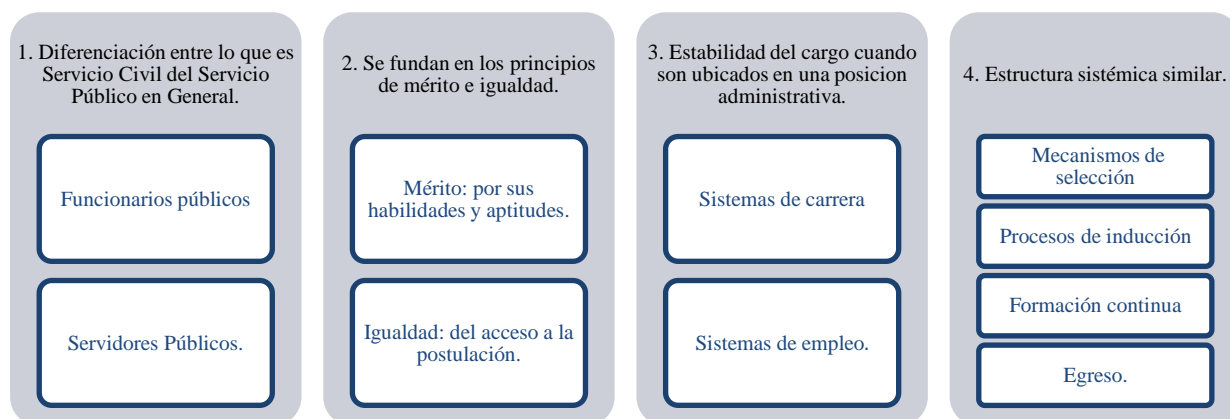 1. Diferenciación entre lo que es
Servicio Civil del Servicio
Público en General.
Funcionarios públicos
Servidores Públicos.
2. Se fundan en los principios
de mérito e igualdad.
Mérito: por sus
habilidades y aptitudes.
Igualdad: del acceso a la
postulación.
3. Estabilidad del cargo cuando
son ubicados en una posicion
administrativa.
Sistemas de carrera
Sistemas de empleo.
4. Estructura sistémica similar.
Mecanismos de
selección
Procesos de inducción
Formación continua
Egreso.